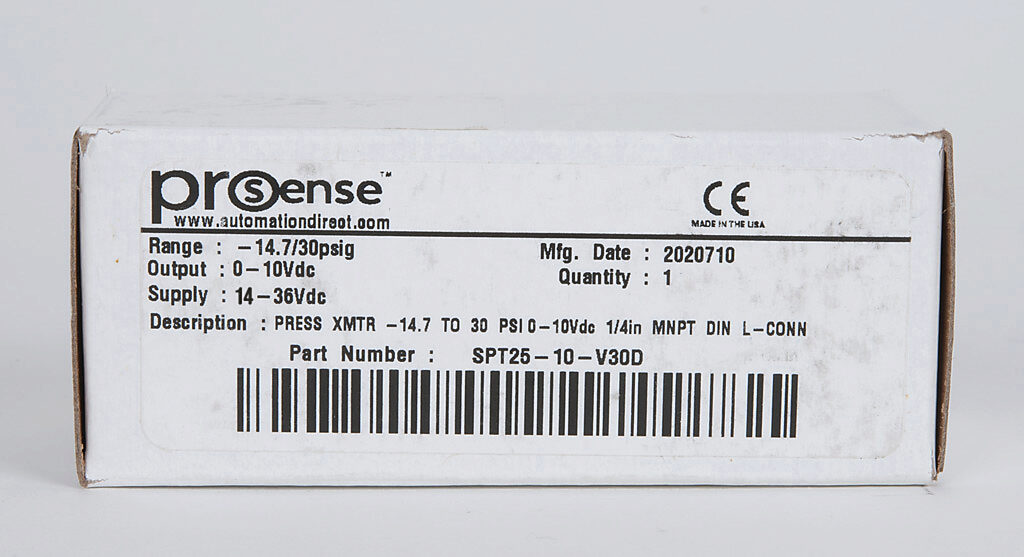 prosense™
www.automationdirect.com
CE
MADE IN THE USA
Range : -14.7/30psig
Mfg. Date : 2020710
Output : 0-10Vdc
Quantity : 1
Supply : 14-36Vdc
Description : PRESS XMTR -14.7 TO 30 PSI 0-10Vdc 1/4in MNPT DIN L-CONN
Part Number : SPT25-10-V30D